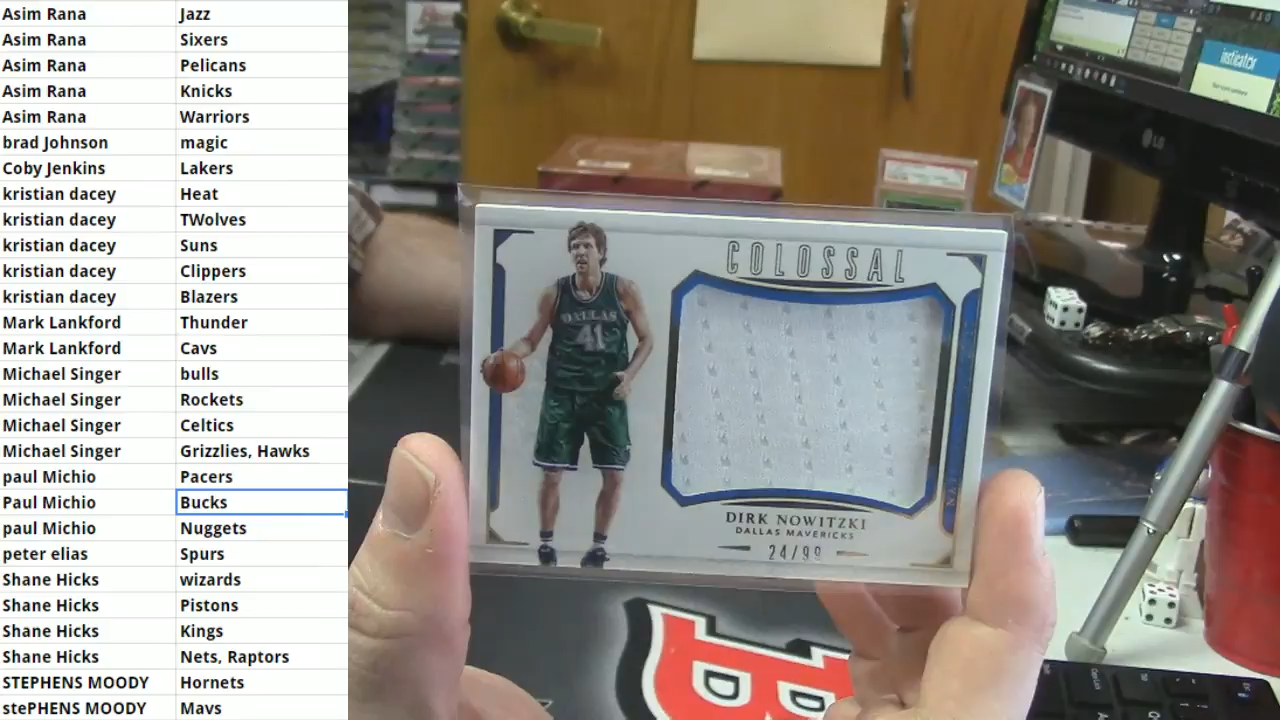 Asim Rana Jazz
Asim Rana Sixers
Asim Rana Pelicans
Asim Rana Knicks
Asim Rana Warriors
brad Johnson magic
Coby Jenkins Lakers
kristian dacey Heat
kristian dacey TWolves
kristian dacey Suns
kristian dacey Clippers
kristian dacey Blazers
Mark Lankford Thunder
Mark Lankford Cavs
Michael Singer bulls
Michael Singer Rockets
Michael Singer Celtics
Michael Singer Grizzlies, Hawks
paul Michio Pacers
Paul Michio Bucks
paul Michio Nuggets
peter elias Spurs
Shane Hicks wizards
Shane Hicks Pistons
Shane Hicks Kings
Shane Hicks Nets, Raptors
STEPHENS MOODY Hornets
stePHENS MOODY Mavs
COLOSSAL
DALLAS
41
DIRK NOWITZKI
DALLAS MAVERICKS
24/99
LG
insticator
B